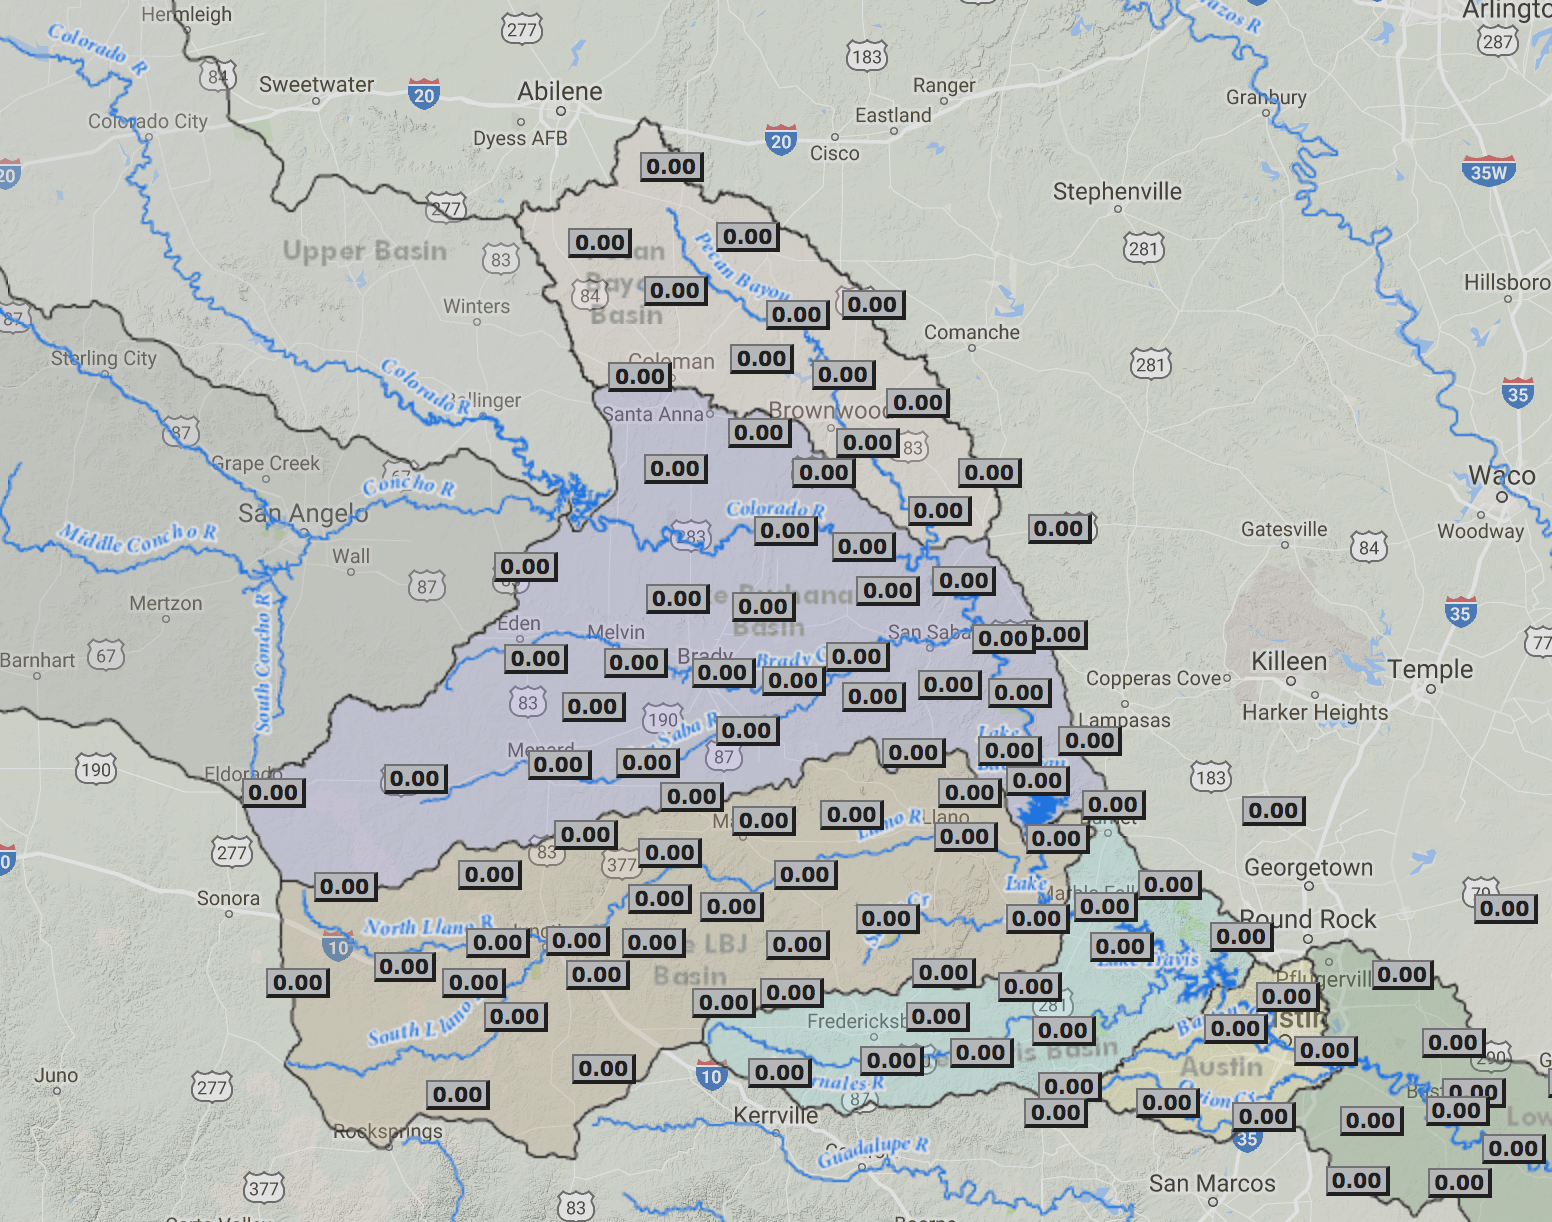 Hermleigh
Arlingto
277
287
183
Colorado R
84
Sweetwater
20
Abilene
Ranger
Granbury
Colorado City
Dyess AFB
Eastland
20
Cisco
20
35W
0.00
Stephenville
277
Upper Basin
83
0.00
0.00
281
Pecan Bayou
Basin
84
0.00
Hillsboro
87
Winters
0.00
0.00
Comanche
Sterling City
Coleman
0.00
281
Colorado R
0.00
0.00
35
Ballinger
Santa Anna
Brownwood
0.00
87
0.00
0.00
83
Grape Creek
67
0.00
0.00
0.00
Waco
Concho R
San Angelo
Colorado R
0.00
Middle Concho R
283
0.00
0.00
0.00
Gatesville
Woodway
84
Wall
0.00
87
0.00
0.00
Mertzon
0.00
0.00
Basin
35
South Concho R
Eden
Melvin
San Saba
0.00
0.00
77
Barnhart
67
0.00
0.00
Brady
0.00
Killeen
Temple
0.00
0.00
0.00
0.00
0.00
Copperas Cove
83
0.00
190
Harker Heights
Lampasas
0.00
Lake
0.00
190
Menard
0.00
0.00
87
0.00
0.00
Eldorado
0.00
0.00
0.00
183
0.00
0.00
0.00
0.00
0.00
0.00
0.00
Llano R
Llano
277
0.00
83
0.00
0.00
0.00
377
Georgetown
0.00
0.00
0.00
Lake
0.00
79
Sonora
0.00
0.00
0.00
0.00
0.00
0.00
Round Rock
North Llano R
10
0.00
0.00
0.00
LBJ
Basin
0.00
0.00
0.00
Lake Travis
0.00
0.00
0.00
0.00
0.00
0.00
0.00
Pflugerville
0.00
0.00
0.00
281
0.00
South Llano R
0.00
Fredericksb
0.00
0.00
0.00
0.00
0.00
0.00
0.00
Basin
Austin
290
Juno
277
0.00
10
0.00
0.00
0.00
0.00
0.00
87
0.00
0.00
0.00
0.00
Kerrville
Rocksprings
Guadalupe R
35
0.00
377
83
San Marcos
0.00
0.00